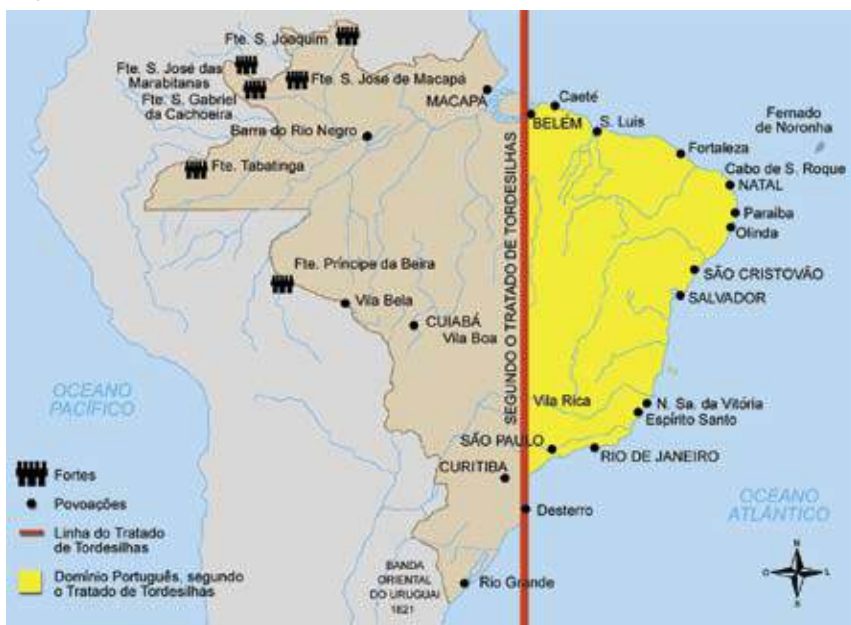 Fte. S. Joaquim
Fte. S. José das
Marabitanas
Fte. S. José de Macapá
Fte. S. Gabriel
da Cachoeira
MACAPÁ
Caeté
BELÉM
S. Luis
Fernado
de Noronha
Barra do Rio Negro
Fortaleza
Fte. Tabatinga
Cabo de S. Roque
NATAL
Paraíba
Olinda
SEGUNDO O TRATADO DE TORDESILHAS
Fte. Príncipe da Beira
SÃO CRISTOVÃO
Vila Bela
SALVADOR
CUIABÁ
Vila Boa
OCEANO
PACÍFICO
Vila Rica
N. Sa. da Vitória
Espírito Santo
SÃO PAULO
RIO DE JANEIRO
CURITIBA
Fortes
Povoações
Desterro
OCEANO
ATLÂNTICO
Linha do Tratado
de Tordesilhas
Domínio Português, segundo
o Tratado de Tordesilhas
BANDA
ORIENTAL
DO URUGUAI
1821
Rio Grande
N
O
L
S